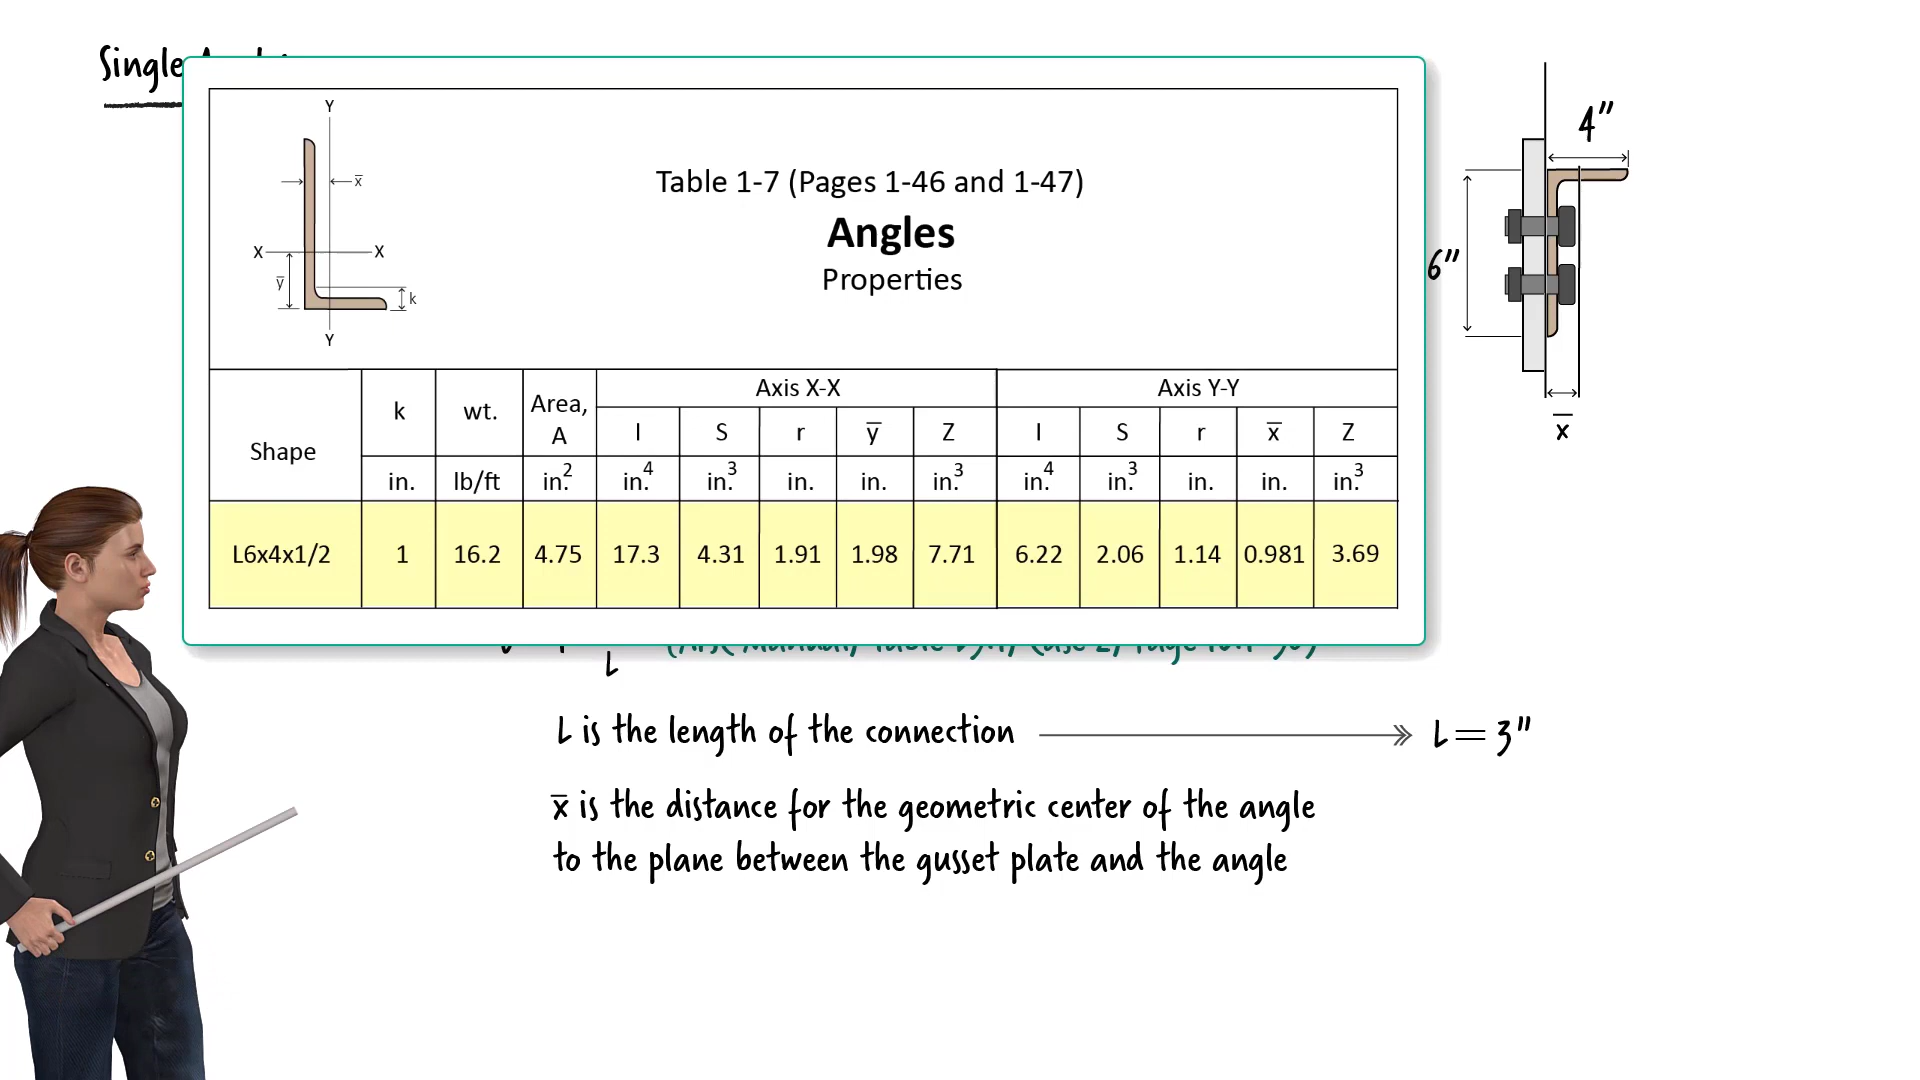 Single
Y
x̄
X
X
ȳ
k
Y
Table 1-7 (Pages 1-46 and 1-47)
Angles
Properties
Shape k wt. Area, A Axis X-X Axis Y-Y
I S r ȳ Z I S r x̄ Z
in. lb/ft in.² in.⁴ in.³ in. in. in.³ in.⁴ in.³ in. in. in.³
L6x4x1/2 1 16.2 4.75 17.3 4.31 1.91 1.98 7.71 6.22 2.06 1.14 0.981 3.69
4"
6"
x̄
L
L is the length of the connection L = 3"
x̄ is the distance for the geometric center of the angle
to the plane between the gusset plate and the angle